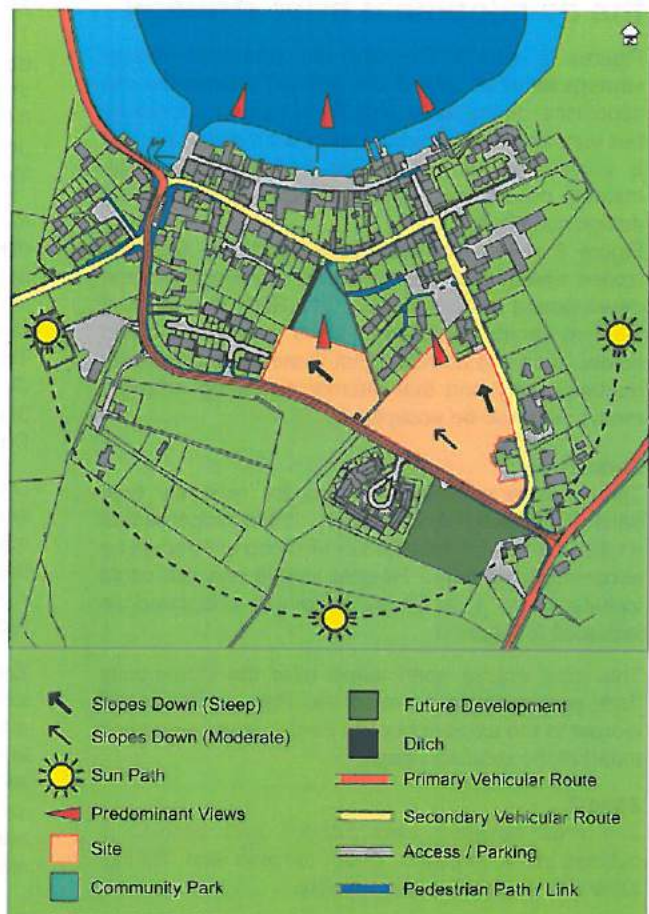 Slopes Down (Steep)
Slopes Down (Moderate)
Sun Path
Predominant Views
Site
Community Park
Future Development
Ditch
Primary Vehicular Route
Secondary Vehicular Route
Access / Parking
Pedestrian Path / Link